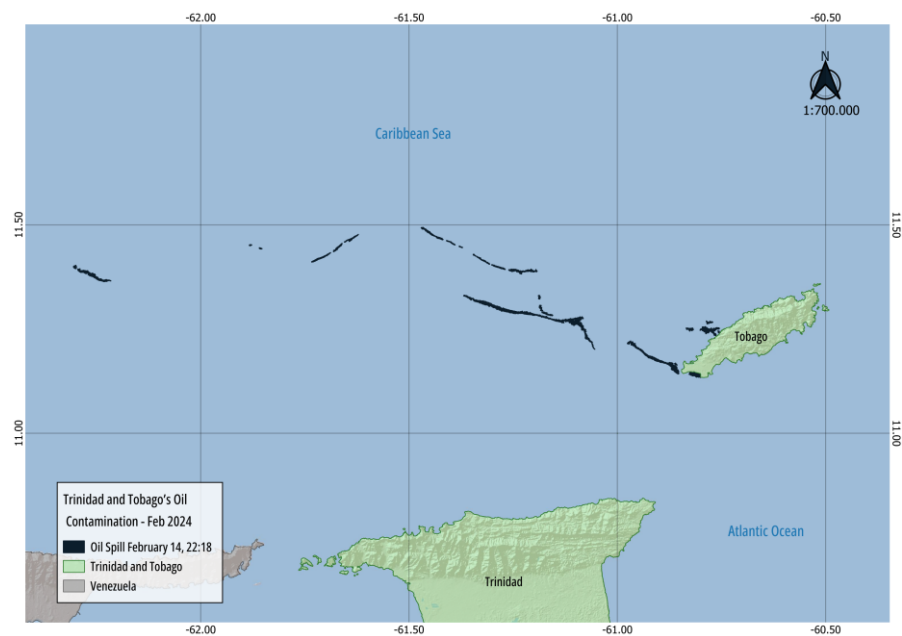 -62.00
-61.50
-61.00
-60.50
N
1:700.000
Caribbean Sea
11.50
11.50
Tobago
11.00
11.00
Trinidad and Tobago's Oil
Contamination - Feb 2024
Oil Spill February 14, 22:18
Trinidad and Tobago
Venezuela
Atlantic Ocean
Trinidad
-62.00
-61.50
-61.00
-60.50